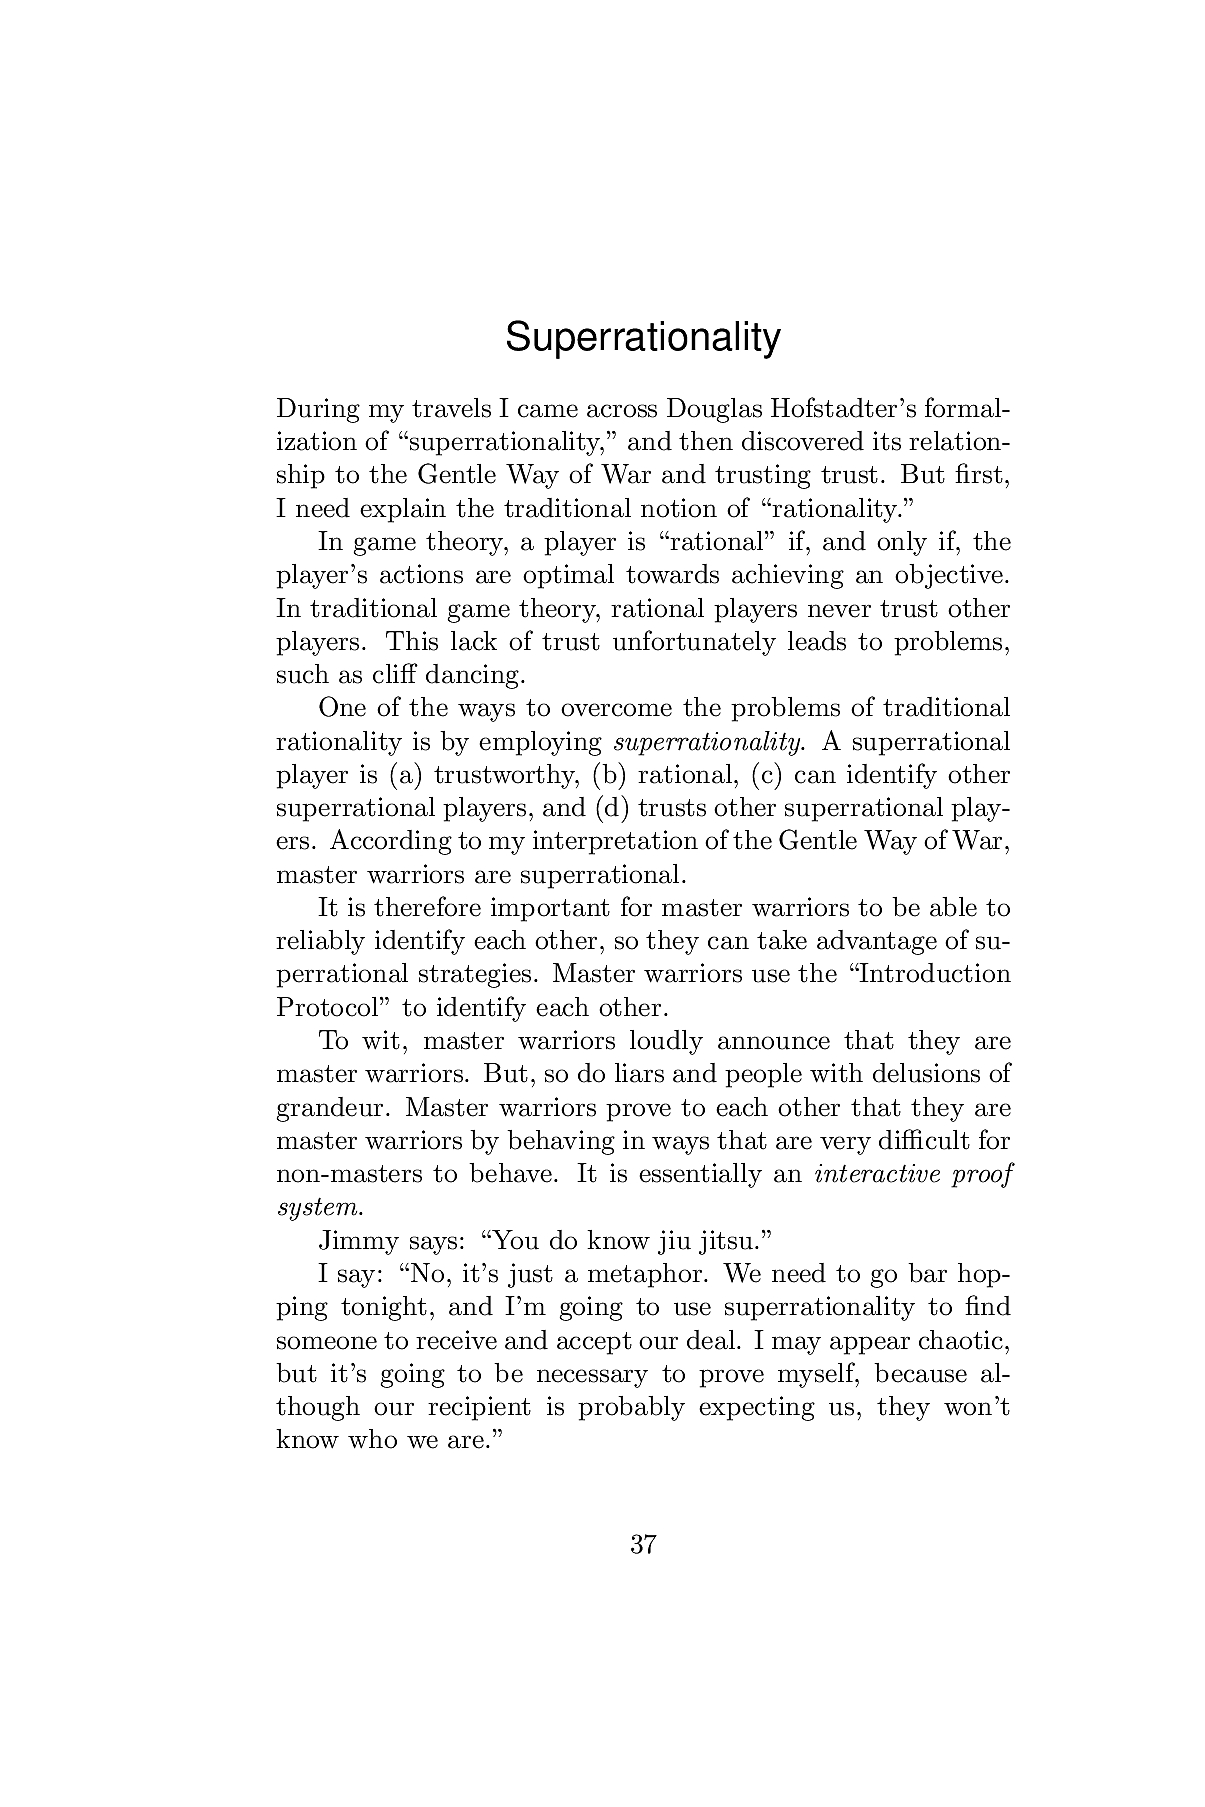 Superrationality
During my travels I came across Douglas Hofstadter’s formal-
ization of “superrationality,” and then discovered its relation-
ship to the Gentle Way of War and trusting trust. But first,
I need explain the traditional notion of “rationality.”
In game theory, a player is “rational” if, and only if, the
player’s actions are optimal towards achieving an objective.
In traditional game theory, rational players never trust other
players. This lack of trust unfortunately leads to problems,
such as cliff dancing.
One of the ways to overcome the problems of traditional
rationality is by employing superrationality. A superrational
player is (a) trustworthy, (b) rational, (c) can identify other
superrational players, and (d) trusts other superrational play-
ers. According to my interpretation of the Gentle Way of War,
master warriors are superrational.
It is therefore important for master warriors to be able to
reliably identify each other, so they can take advantage of su-
perrational strategies. Master warriors use the “Introduction
Protocol” to identify each other.
To wit, master warriors loudly announce that they are
master warriors. But, so do liars and people with delusions of
grandeur. Master warriors prove to each other that they are
master warriors by behaving in ways that are very difficult for
non-masters to behave. It is essentially an interactive proof
system.
Jimmy says: “You do know jiu jitsu.”
I say: “No, it’s just a metaphor. We need to go bar hop-
ping tonight, and I’m going to use superrationality to find
someone to receive and accept our deal. I may appear chaotic,
but it’s going to be necessary to prove myself, because al-
though our recipient is probably expecting us, they won’t
know who we are.”
37